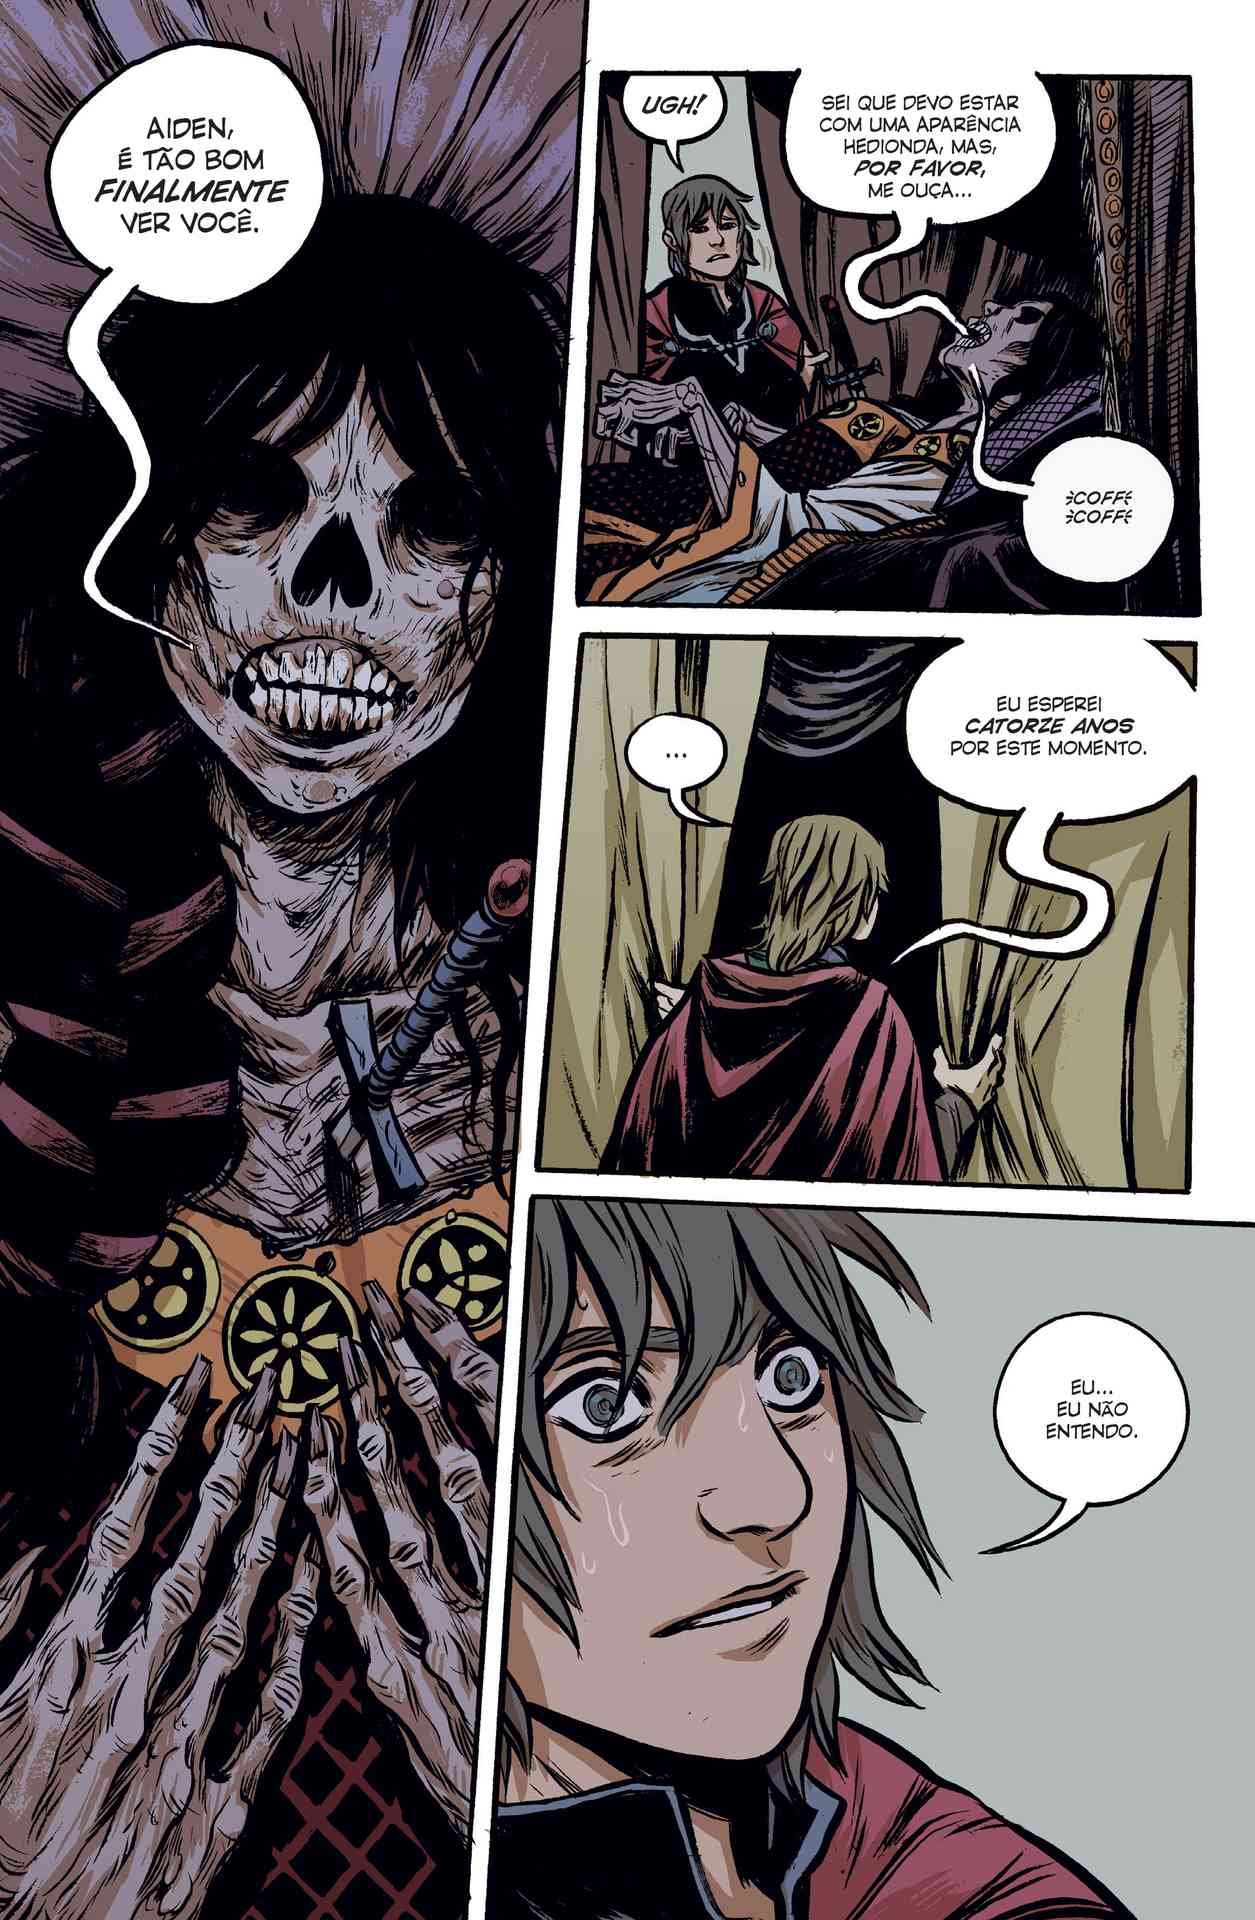 AIDEN,
É TÃO BOM
FINALMENTE
VER VOCÊ.
UGH!
SEI QUE DEVO ESTAR
COM UMA APARÊNCIA
HEDIONDA, MAS,
POR FAVOR,
ME OUÇA...
COFF
COFF
...
EU ESPEREI
CATORZE ANOS
POR ESTE MOMENTO.
EU...
EU NÃO
ENTENDO.